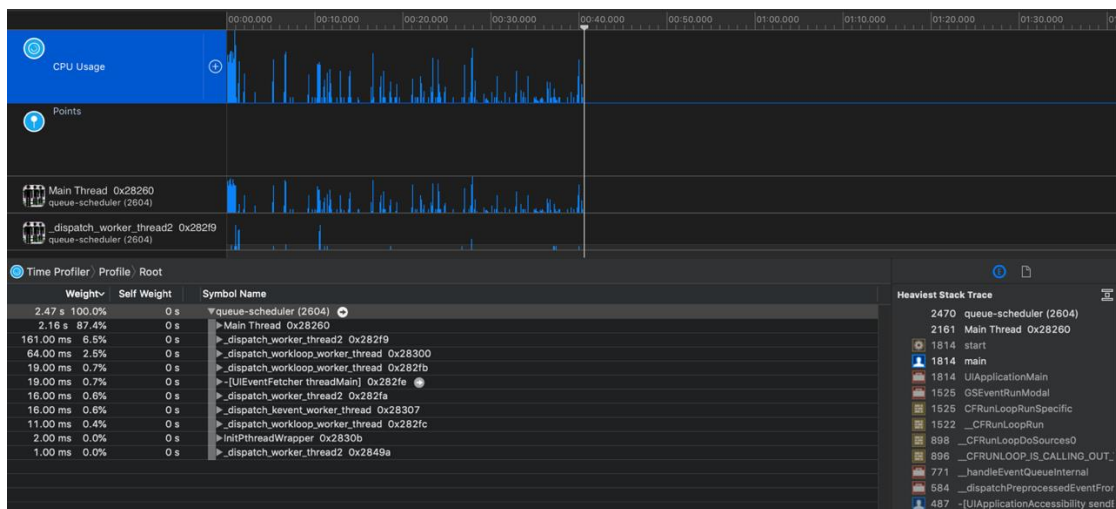 00:00.000 00:10.000 00:20.000 00:30.000 00:40.000 00:50.000 01:00.000 01:10.000 01:20.000 01:30.000
CPU Usage
Points
Main Thread 0x28260
queue-scheduler (2604)
_dispatch_worker_thread2 0x282f9
queue-scheduler (2604)
Time Profiler Profile Root
Weight Self Weight Symbol Name
2.47 s 100.0% 0 s queue-scheduler (2604)
2.16 s 87.4% 0 s Main Thread 0x28260
161.00 ms 6.5% 0 s _dispatch_worker_thread2 0x282f9
64.00 ms 2.5% 0 s _dispatch_workloop_worker_thread 0x28300
19.00 ms 0.7% 0 s _dispatch_workloop_worker_thread 0x282fb
19.00 ms 0.7% 0 s -[UIEventFetcher threadMain] 0x282fe
16.00 ms 0.6% 0 s _dispatch_worker_thread2 0x282fa
16.00 ms 0.6% 0 s _dispatch_kevent_worker_thread 0x28307
11.00 ms 0.4% 0 s _dispatch_workloop_worker_thread 0x282fc
2.00 ms 0.0% 0 s InitPthreadWrapper 0x2830b
1.00 ms 0.0% 0 s _dispatch_worker_thread2 0x2849a
Heaviest Stack Trace
2470 queue-scheduler (2604)
2161 Main Thread 0x28260
1814 start
1814 main
1814 UIApplicationMain
1525 GSEventRunModal
1525 CFRunLoopRunSpecific
1522 __CFRunLoopRun
898 __CFRunLoopDoSources0
896 __CFRUNLOOP_IS_CALLING_OUT_
771 __handleEventQueueInternal
584 __dispatchPreprocessedEventFror
487 -[UIApplicationAccessibility sendE